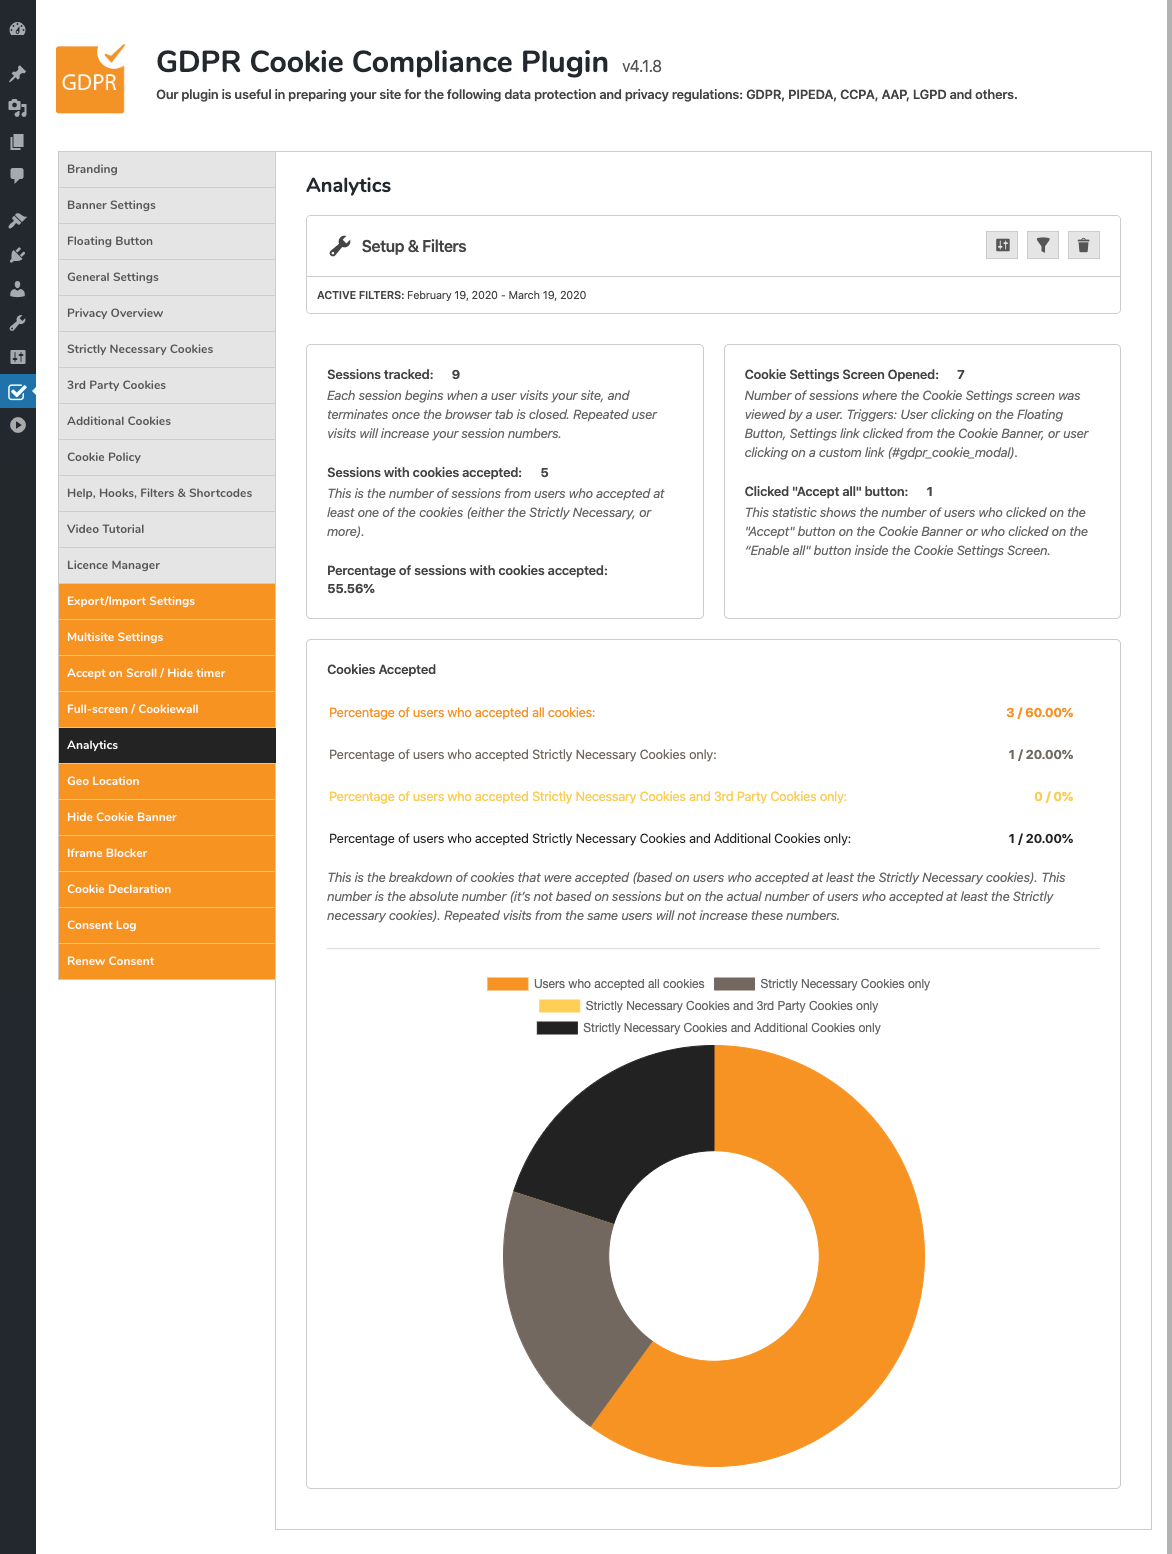 GDPR
GDPR Cookie Compliance Plugin v4.1.8
Our plugin is useful in preparing your site for the following data protection and privacy regulations: GDPR, PIPEDA, CCPA, AAP, LGPD and others.
Branding
Banner Settings
Floating Button
General Settings
Privacy Overview
Strictly Necessary Cookies
3rd Party Cookies
Additional Cookies
Cookie Policy
Help, Hooks, Filters & Shortcodes
Video Tutorial
Licence Manager
Export/Import Settings
Multisite Settings
Accept on Scroll / Hide timer
Full-screen / Cookiewall
Analytics
Geo Location
Hide Cookie Banner
Iframe Blocker
Cookie Declaration
Consent Log
Renew Consent
Analytics
Setup & Filters
ACTIVE FILTERS: February 19, 2020 - March 19, 2020
Sessions tracked: 9
Each session begins when a user visits your site, and
terminates once the browser tab is closed. Repeated user
visits will increase your session numbers.
Sessions with cookies accepted: 5
This is the number of sessions from users who accepted at
least one of the cookies (either the Strictly Necessary, or
more).
Percentage of sessions with cookies accepted:
55.56%
Cookie Settings Screen Opened: 7
Number of sessions where the Cookie Settings screen was
viewed by a user. Triggers: User clicking on the Floating
Button, Settings link clicked from the Cookie Banner, or user
clicking on a custom link (#gdpr_cookie_modal).
Clicked "Accept all" button: 1
This statistic shows the number of users who clicked on the
"Accept" button on the Cookie Banner or who clicked on the
“Enable all" button inside the Cookie Settings Screen.
Cookies Accepted
Percentage of users who accepted all cookies: 3 / 60.00%
Percentage of users who accepted Strictly Necessary Cookies only: 1 / 20.00%
Percentage of users who accepted Strictly Necessary Cookies and 3rd Party Cookies only: 0 / 0%
Percentage of users who accepted Strictly Necessary Cookies and Additional Cookies only: 1 / 20.00%
This is the breakdown of cookies that were accepted (based on users who accepted at least the Strictly Necessary cookies). This
number is the absolute number (it's not based on sessions but on the actual number of users who accepted at least the Strictly
necessary cookies). Repeated visits from the same users will not increase these numbers.
Users who accepted all cookies Strictly Necessary Cookies only
Strictly Necessary Cookies and 3rd Party Cookies only
Strictly Necessary Cookies and Additional Cookies only